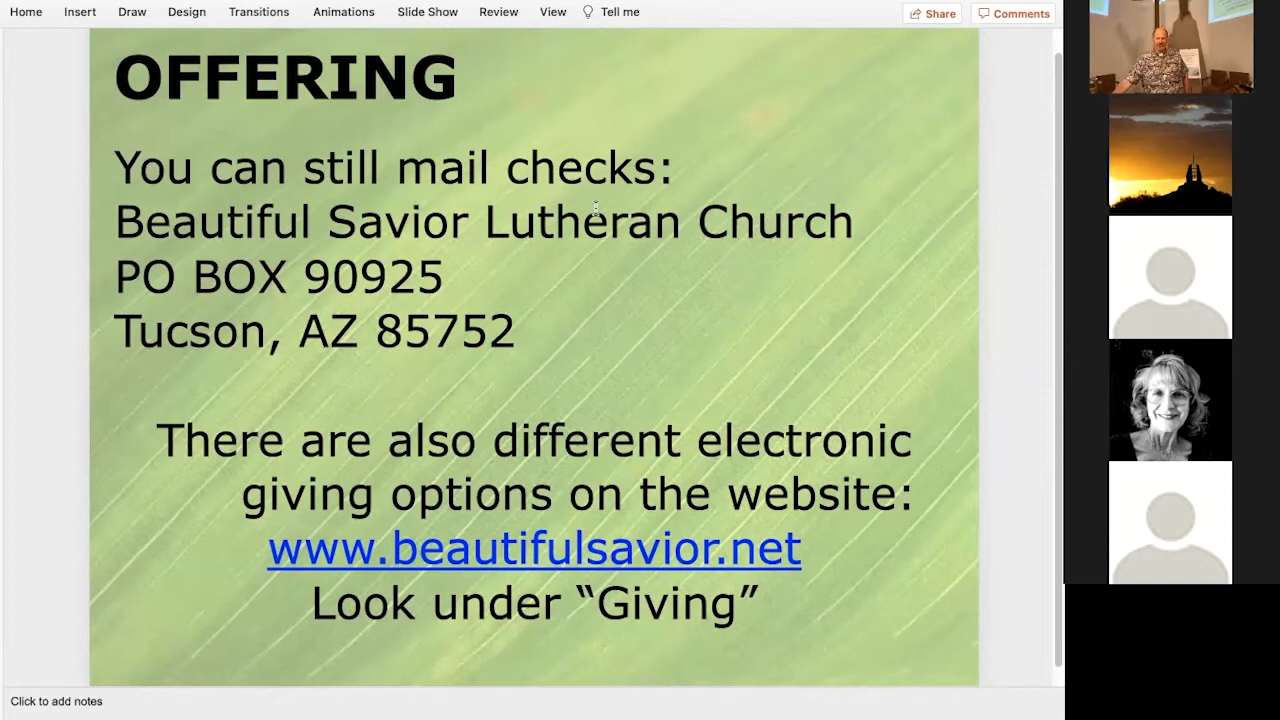 Home Insert Draw Design Transitions Animations Slide Show Review View Tell me Share Comments
OFFERING
You can still mail checks:
Beautiful Savior Lutheran Church
PO BOX 90925
Tucson, AZ 85752
There are also different electronic
giving options on the website:
www.beautifulsavior.net
Look under “Giving”
Click to add notes